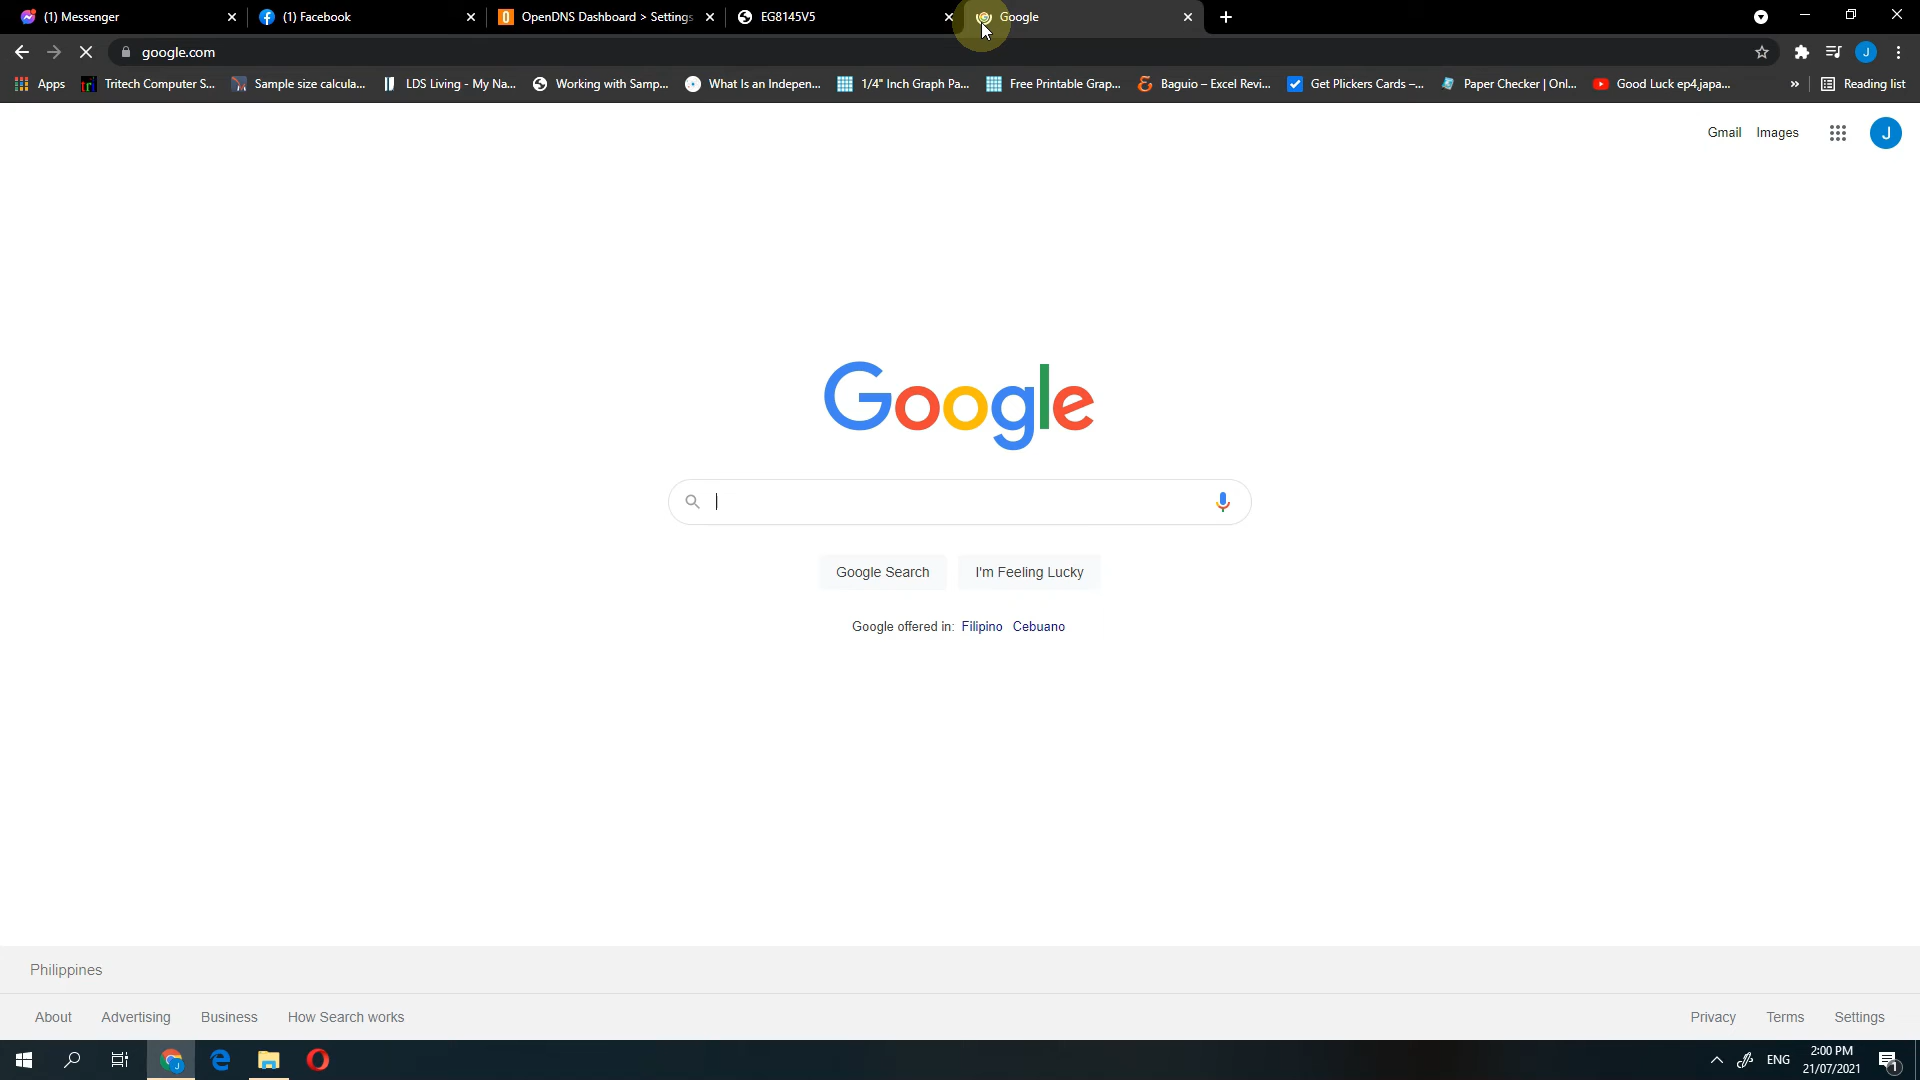 (1) Messenger
(1) Facebook
OpenDNS Dashboard > Settings
EG8145V5
Google
google.com
J
Apps
Tritech Computer S...
Sample size calcula...
LDS Living - My Na...
Working with Samp...
What Is an Indepen...
1/4" Inch Graph Pa...
Free Printable Grap...
Baguio – Excel Revi...
Get Plickers Cards –...
Paper Checker | Onl...
Good Luck ep4,japa...
»
Reading list
Gmail
Images
J
Google
Google Search
I'm Feeling Lucky
Google offered in: Filipino Cebuano
Philippines
About
Advertising
Business
How Search works
Privacy
Terms
Settings
ENG
2:00 PM
21/07/2021
1